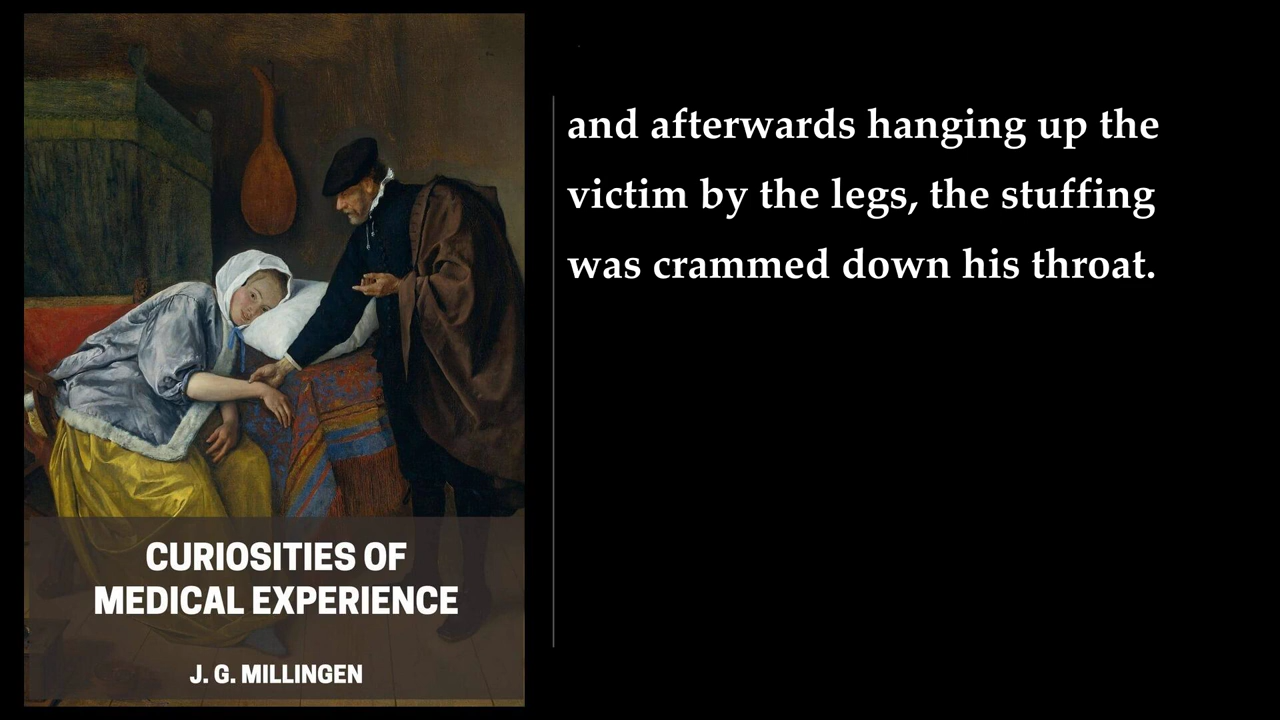 and afterwards hanging up the
victim by the legs, the stuffing
was crammed down his throat.
CURIOSITIES OF
MEDICAL EXPERIENCE
J. G. MILLINGEN